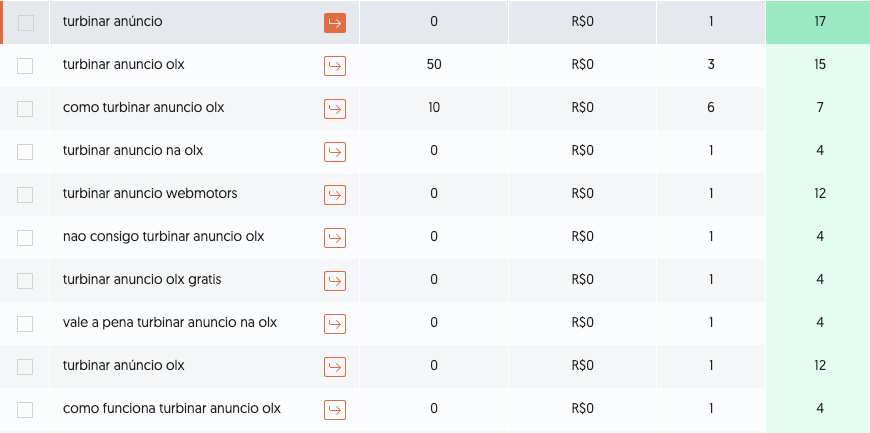 turbinar anúncio 0 R$0 1 17
turbinar anuncio olx 50 R$0 3 15
como turbinar anuncio olx 10 R$0 6 7
turbinar anuncio na olx 0 R$0 1 4
turbinar anuncio webmotors 0 R$0 1 12
nao consigo turbinar anuncio olx 0 R$0 1 4
turbinar anuncio olx gratis 0 R$0 1 4
vale a pena turbinar anuncio na olx 0 R$0 1 4
turbinar anúncio olx 0 R$0 1 12
como funciona turbinar anuncio olx 0 R$0 1 4